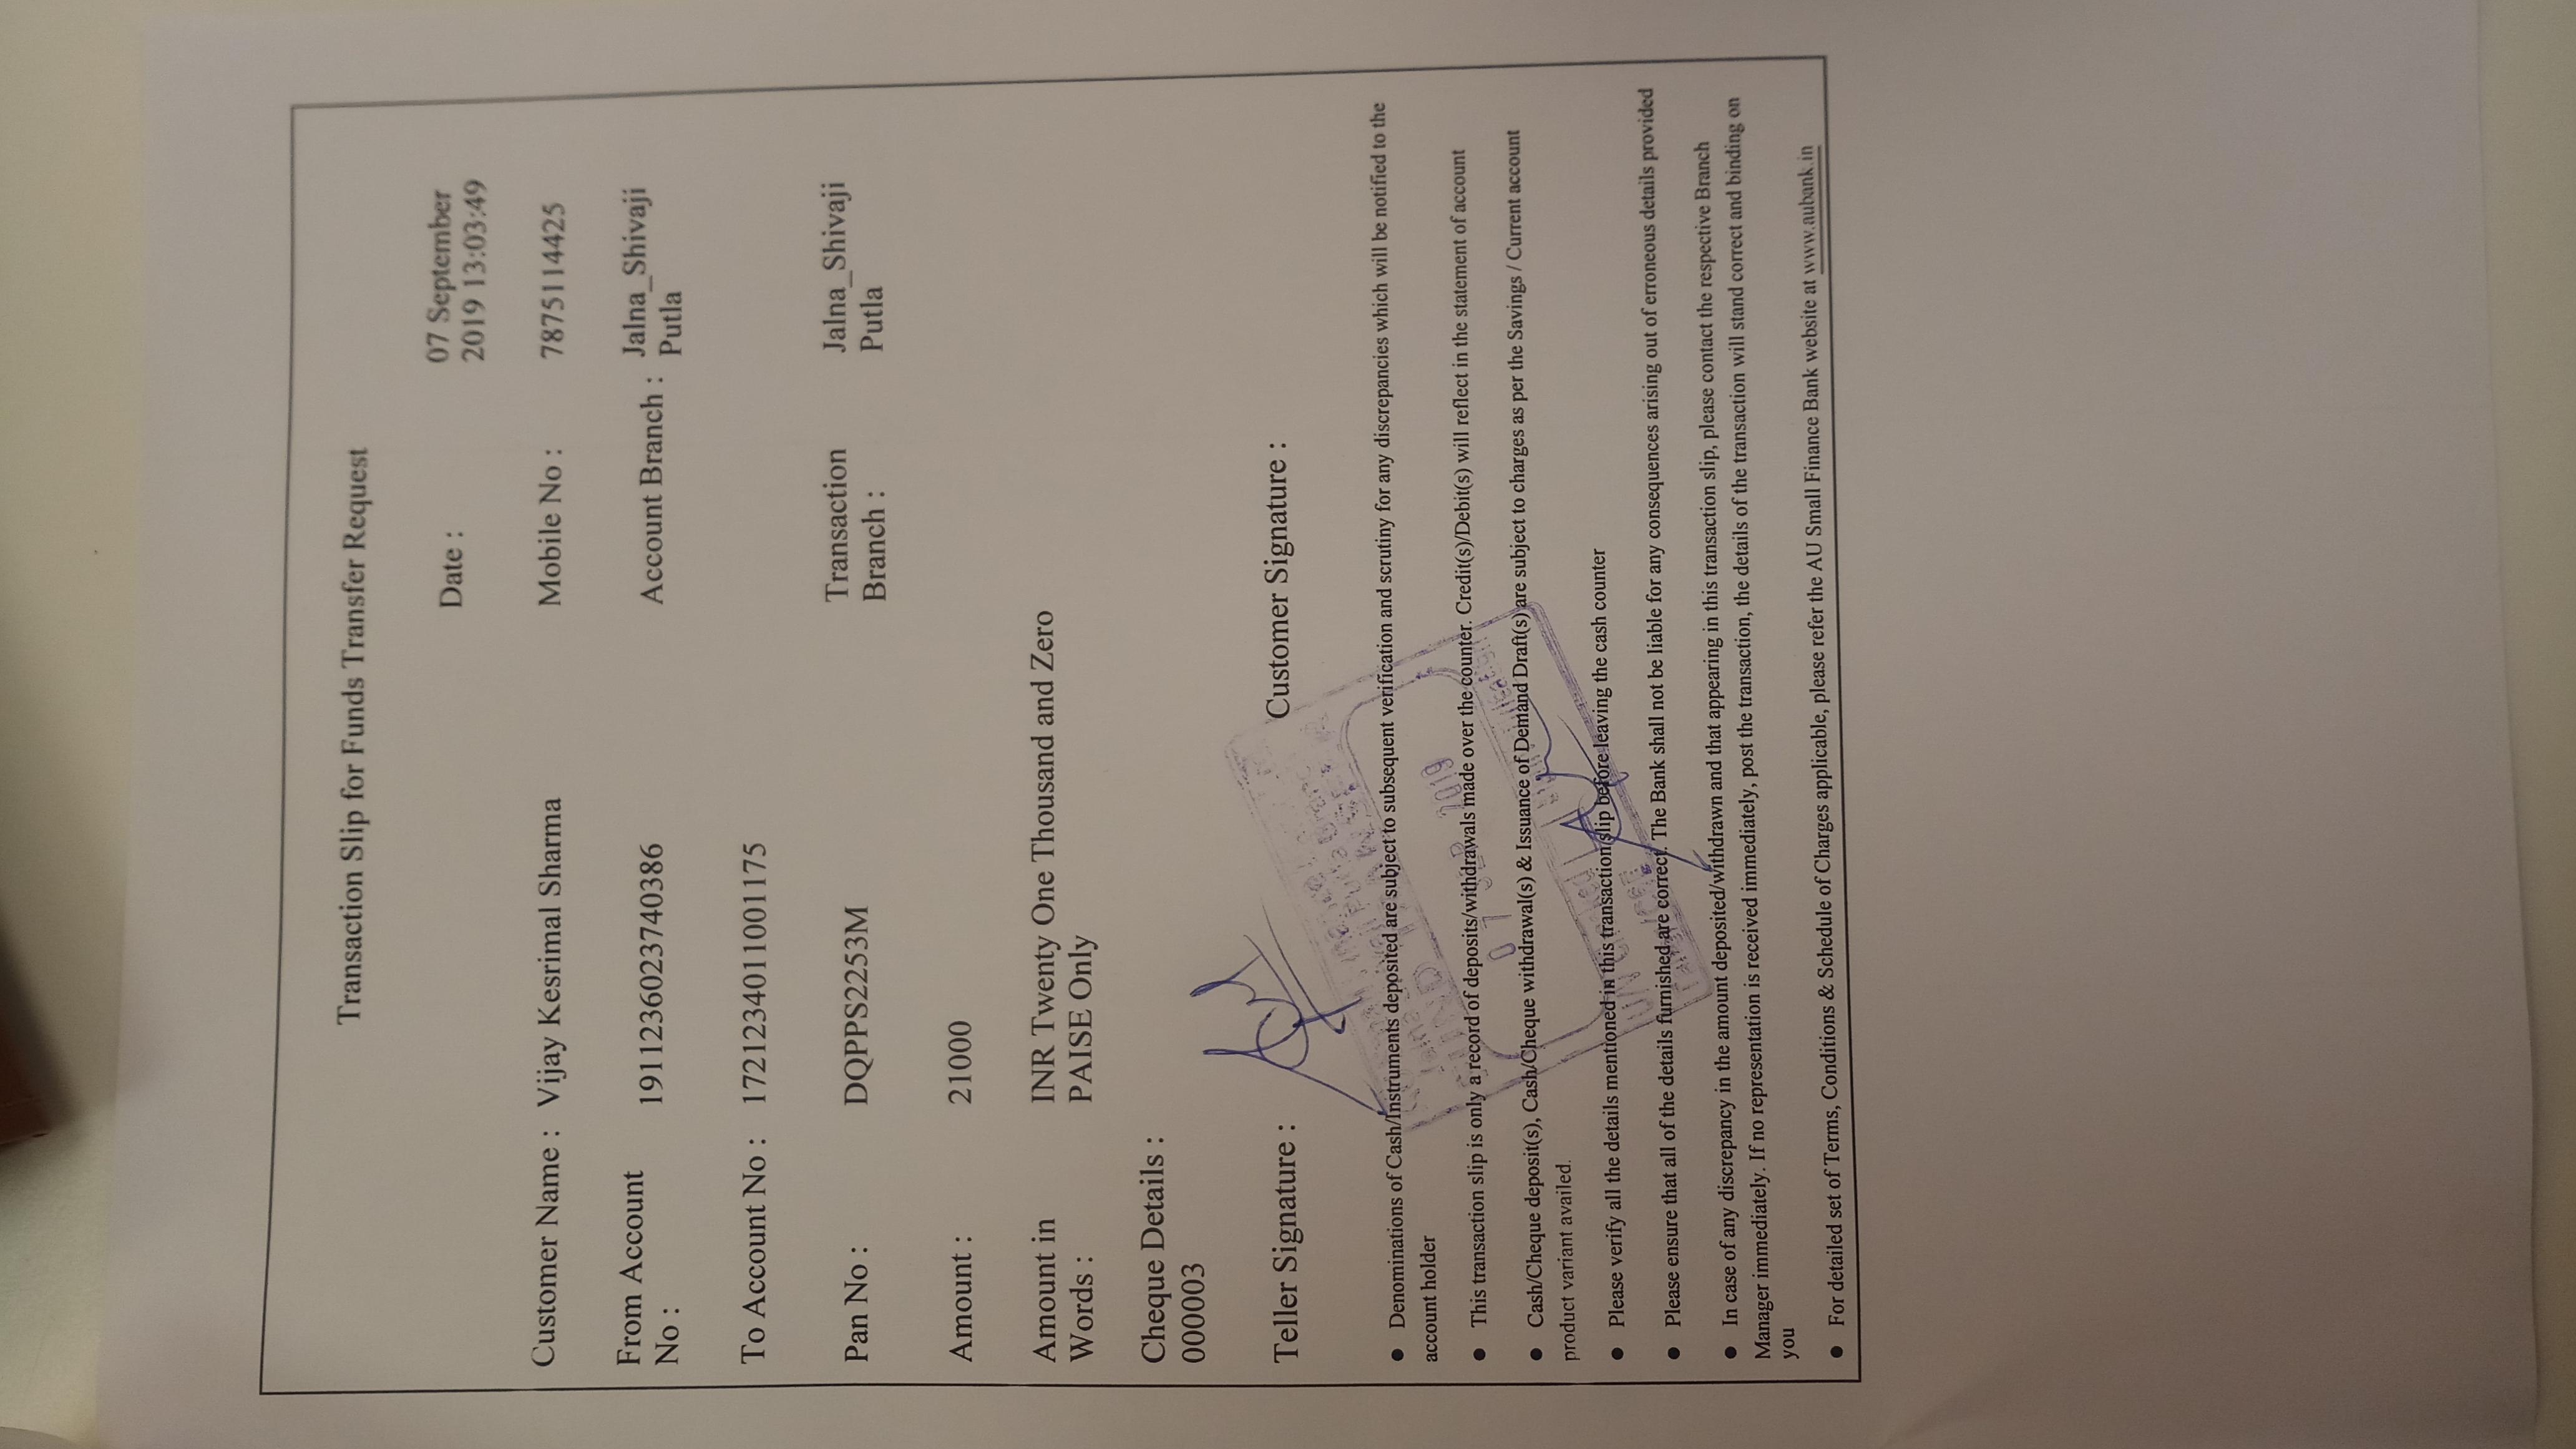 Transaction Slip for Funds Transfer Request
Date :
07 September
2019 13:03:49
Customer Name : Vijay Kesrimal Sharma
Mobile No : 7875114425
From Account
No :
1911236023740386
Account Branch : Jalna_Shivaji
Putla
To Account No : 1721234011001175
Pan No : DQPPS2253M
Transaction
Branch :
Jalna_Shivaji
Putla
Amount : 21000
Amount in
Words :
INR Twenty One Thousand and Zero
PAISE Only
Cheque Details :
000003
Teller Signature : Customer Signature :
● Denominations of Cash/Instruments deposited are subject to subsequent verification and scrutiny for any discrepancies which will be notified to the
account holder
● This transaction slip is only a record of deposits/withdrawals made over the counter. Credit(s)/Debit(s) will reflect in the statement of account
● Cash/Cheque deposit(s), Cash/Cheque withdrawal(s) & Issuance of Demand Draft(s) are subject to charges as per the Savings / Current account
product variant availed.
● Please verify all the details mentioned in this transaction slip before leaving the cash counter
● Please ensure that all of the details furnished are correct. The Bank shall not be liable for any consequences arising out of erroneous details provided
● In case of any discrepancy in the amount deposited/withdrawn and that appearing in this transaction slip, please contact the respective Branch
Manager immediately. If no representation is received immediately, post the transaction, the details of the transaction will stand correct and binding on
you
● For detailed set of Terms, Conditions & Schedule of Charges applicable, please refer the AU Small Finance Bank website at www.aubank.in
07 SEP 2019